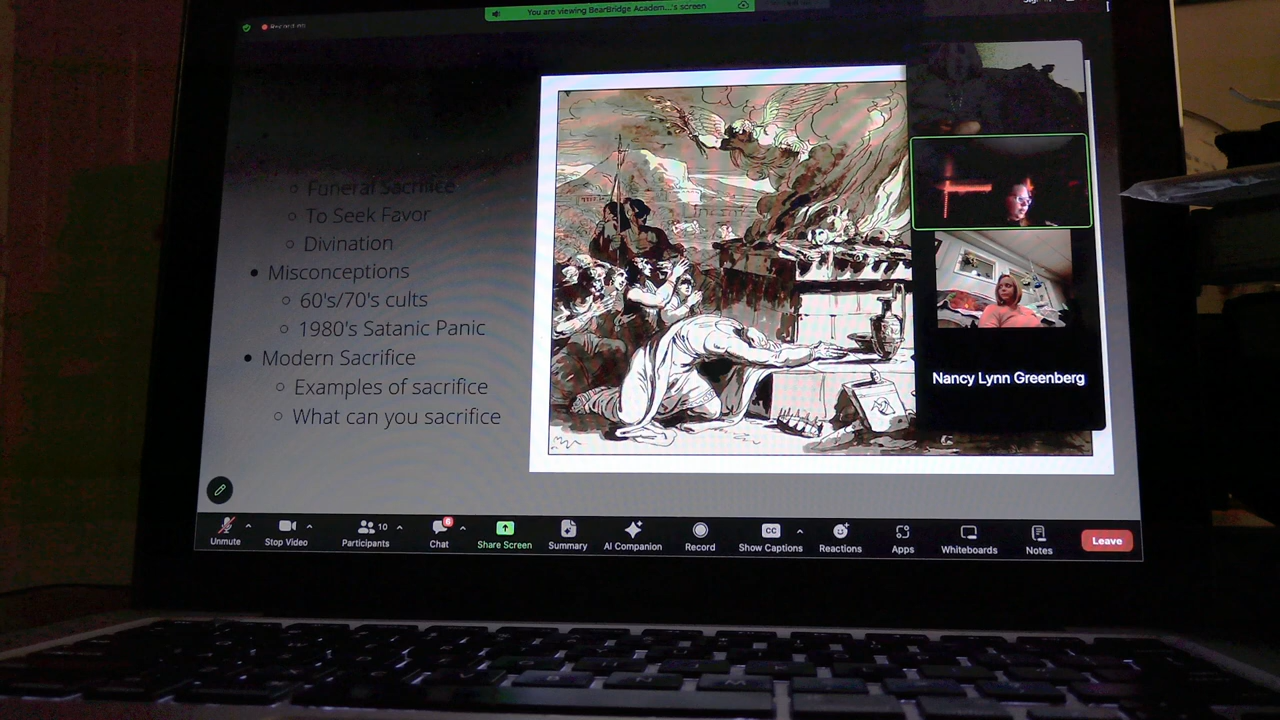 You are viewing BearBridge Academ...'s screen
Funeral Sacrifice
To Seek Favor
Divination
Misconceptions
60's/70's cults
1980's Satanic Panic
Modern Sacrifice
Examples of sacrifice
What can you sacrifice
Nancy Lynn Greenberg
10
6
CC
Unmute
Stop Video
Participants
Chat
Share Screen
Summary
AI Companion
Record
Show Captions
Reactions
Apps
Whiteboards
Notes
Leave